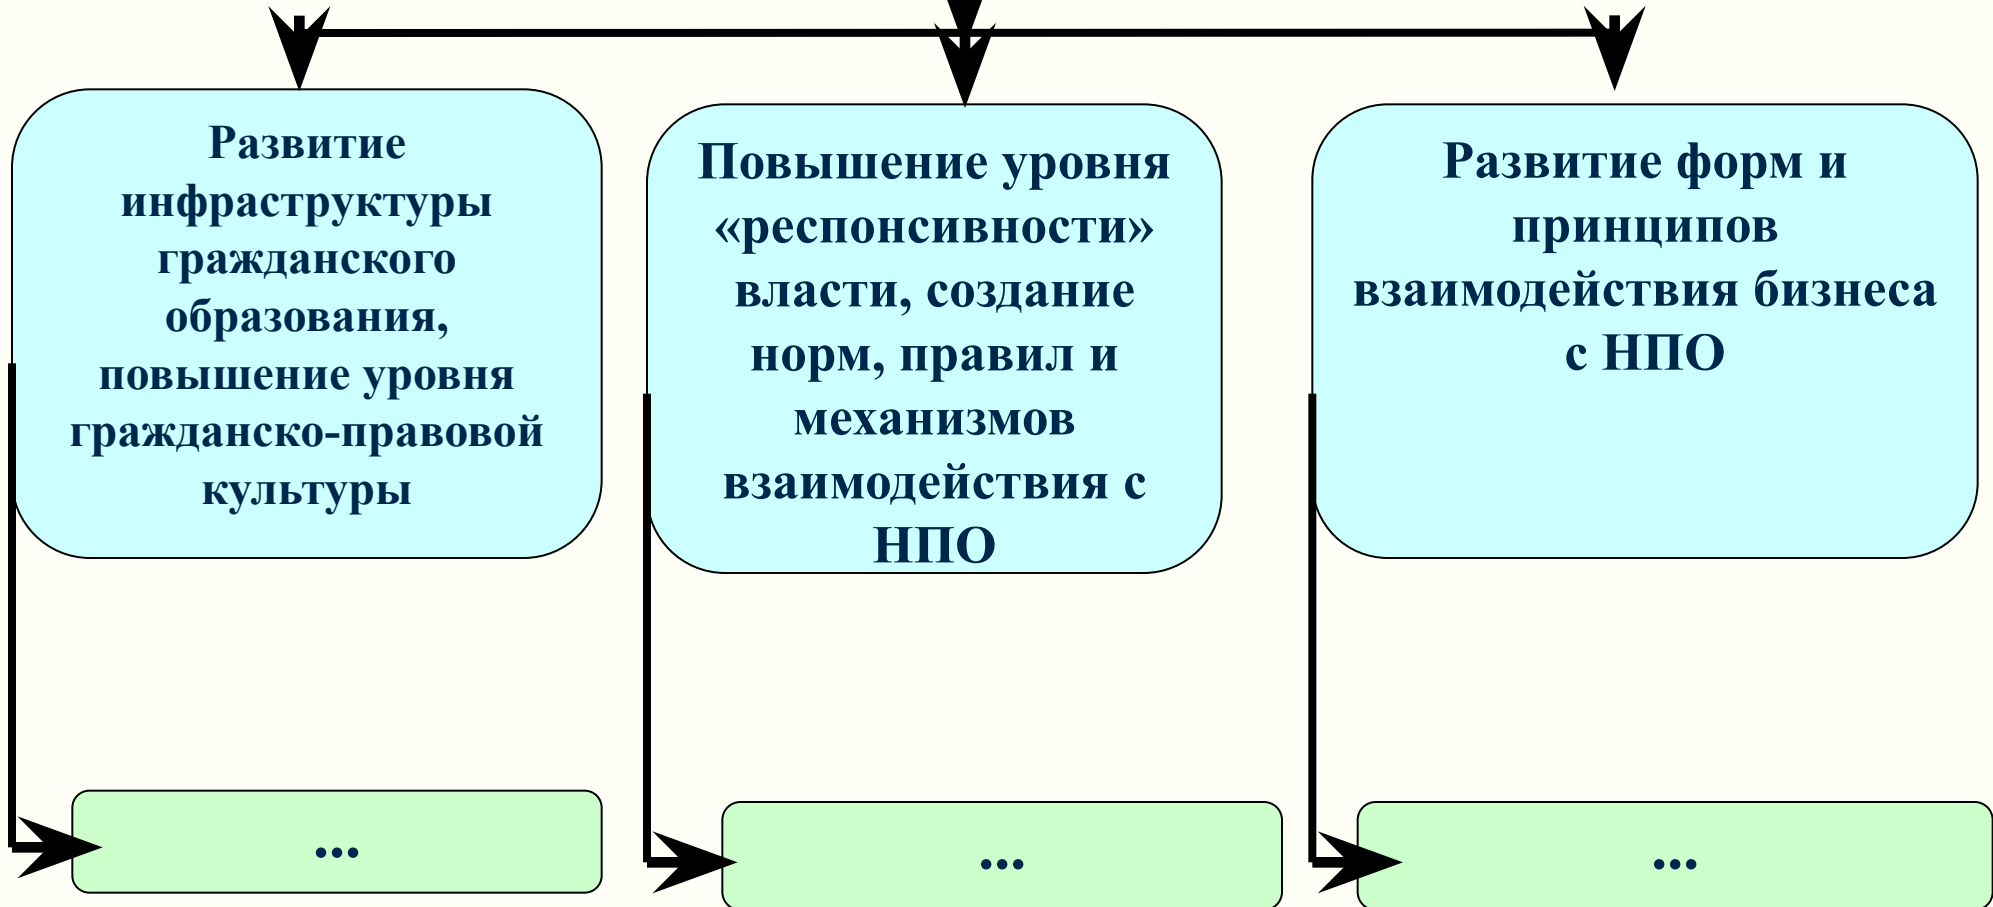 Развитие
инфраструктуры
гражданского
образования,
повышение уровня
гражданско-правовой
культуры
Повышение уровня
«респонсивности»
власти, создание
норм, правил и
механизмов
взаимодействия с
НПО
Развитие форм и
принципов
взаимодействия бизнеса
с НПО
...
...
...